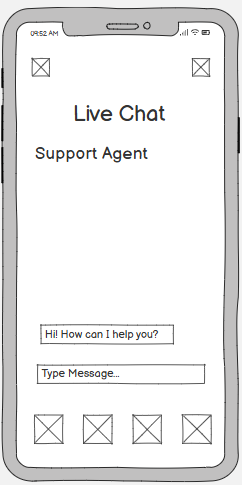 09:52 AM
Live Chat
Support Agent
Hi! How can I help you?
Type Message...